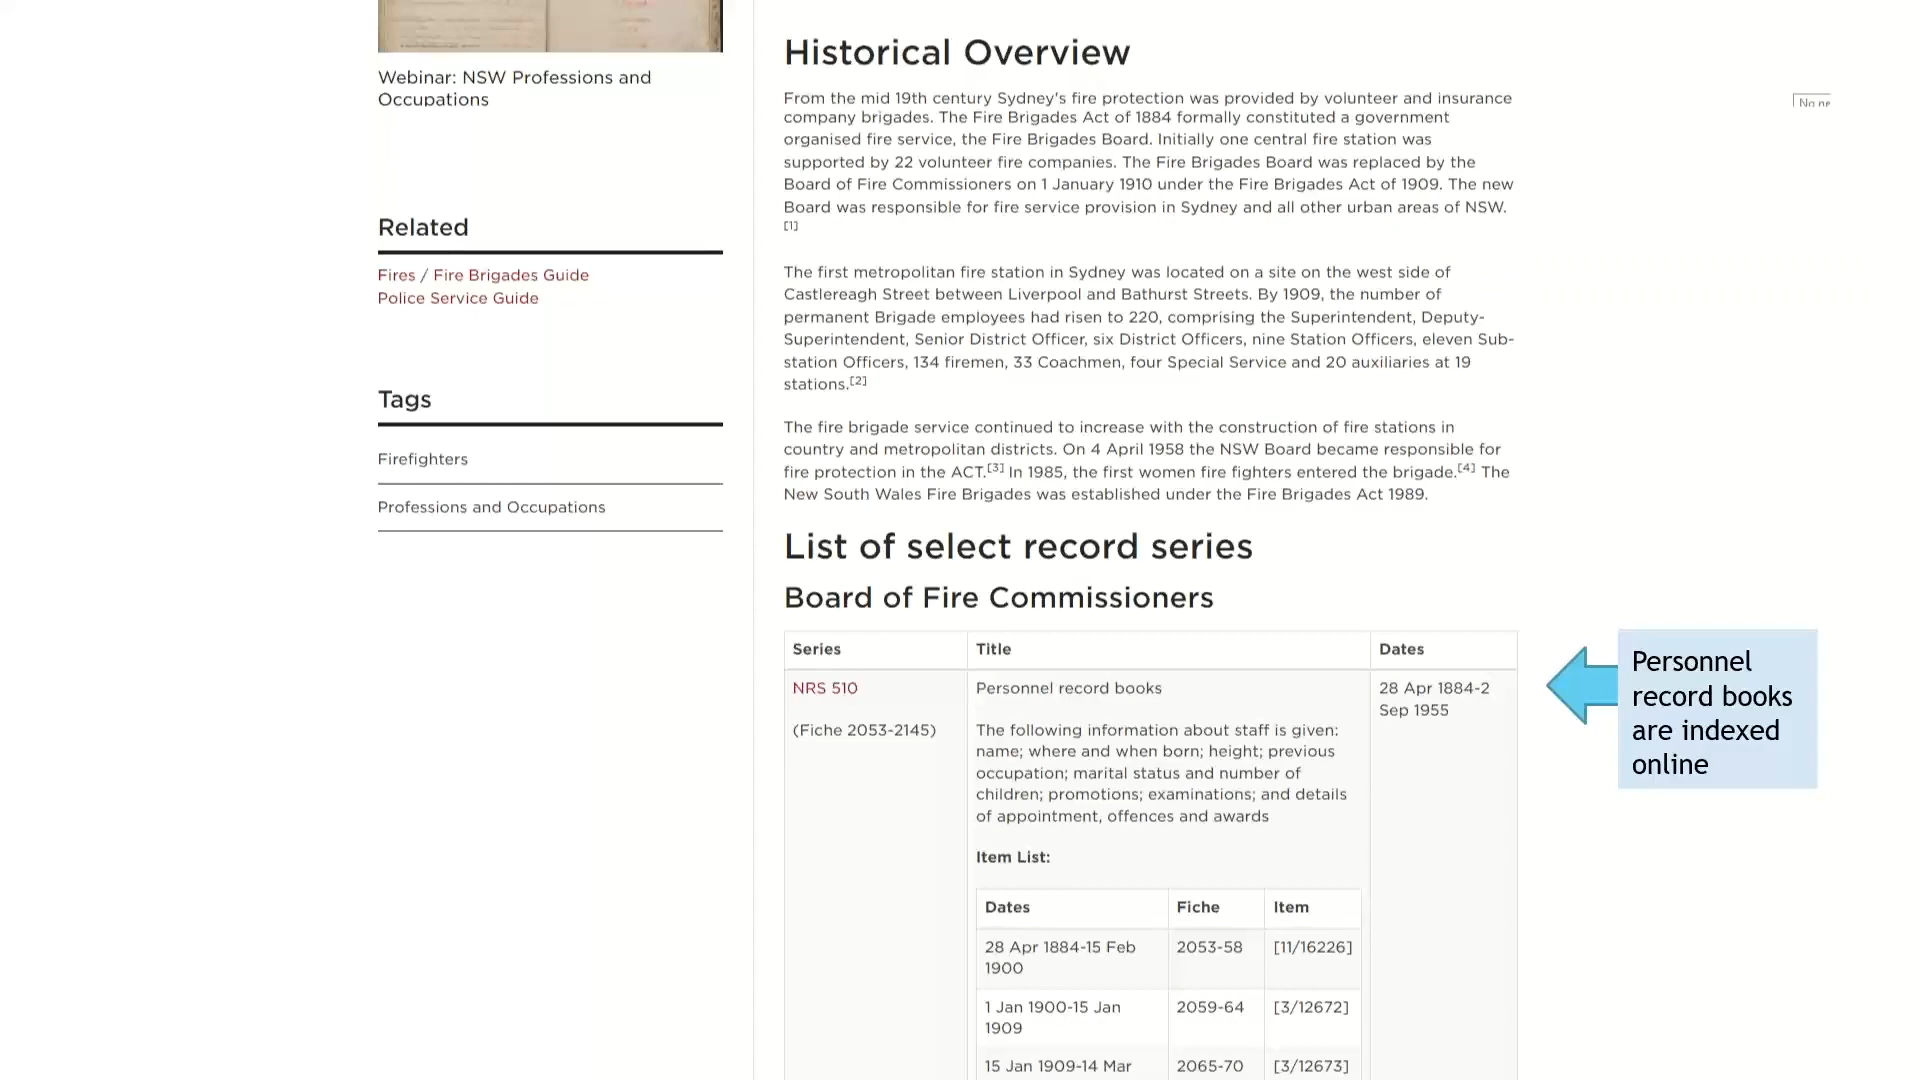 Webinar: NSW Professions and
Occupations
Related
Fires / Fire Brigades Guide
Police Service Guide
Tags
Firefighters
Professions and Occupations
Historical Overview
From the mid 19th century Sydney's fire protection was provided by volunteer and insurance
company brigades. The Fire Brigades Act of 1884 formally constituted a government
organised fire service, the Fire Brigades Board. Initially one central fire station was
supported by 22 volunteer fire companies. The Fire Brigades Board was replaced by the
Board of Fire Commissioners on 1 January 1910 under the Fire Brigades Act of 1909. The new
Board was responsible for fire service provision in Sydney and all other urban areas of NSW.
[1]
The first metropolitan fire station in Sydney was located on a site on the west side of
Castlereagh Street between Liverpool and Bathurst Streets. By 1909, the number of
permanent Brigade employees had risen to 220, comprising the Superintendent, Deputy-
Superintendent, Senior District Officer, six District Officers, nine Station Officers, eleven Sub-
station Officers, 134 firemen, 33 Coachmen, four Special Service and 20 auxiliaries at 19
stations.[2]
The fire brigade service continued to increase with the construction of fire stations in
country and metropolitan districts. On 4 April 1958 the NSW Board became responsible for
fire protection in the ACT.[3] In 1985, the first women fire fighters entered the brigade.[4] The
New South Wales Fire Brigades was established under the Fire Brigades Act 1989.
List of select record series
Board of Fire Commissioners
Series Title Dates
NRS 510 Personnel record books 28 Apr 1884-2
Sep 1955
(Fiche 2053-2145) The following information about staff is given:
name; where and when born; height; previous
occupation; marital status and number of
children; promotions; examinations; and details
of appointment, offences and awards
Item List:
Dates Fiche Item
28 Apr 1884-15 Feb 2053-58 [11/16226]
1900
1 Jan 1900-15 Jan 2059-64 [3/12672]
1909
15 Jan 1909-14 Mar 2065-70 [3/12673]
Personnel
record books
are indexed
online